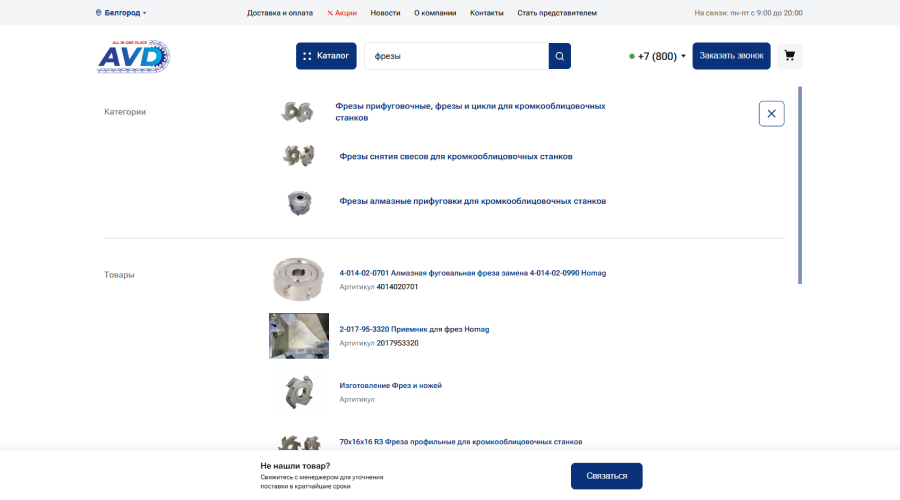 Белгород
Доставка и оплата
Акции
Новости
О компании
Контакты
Стать представителем
На связи: пн-пт с 9:00 до 20:00
ALL IN ONE PLACE
AVD
Каталог
фрезы
+7 (800)
Заказать звонок
Категории
Фрезы прифуговочные, фрезы и цикли для кромкооблицовочных
станков
Фрезы снятия свесов для кромкооблицовочных станков
Фрезы алмазные прифуговки для кромкооблицовочных станков
Товары
4-014-02-0701 Алмазная фуговальная фреза замена 4-014-02-0990 Homag
Артитикул 4014020701
2-017-95-3320 Приемник для фрез Homag
Артитикул 2017953320
Изготовление Фрез и ножей
Артитикул
70x16x16 R3 Фреза профильные для кромкооблицовочных станков
Не нашли товар?
Свяжитесь с менеджером для уточнения
поставки в кратчайшие сроки
Связаться